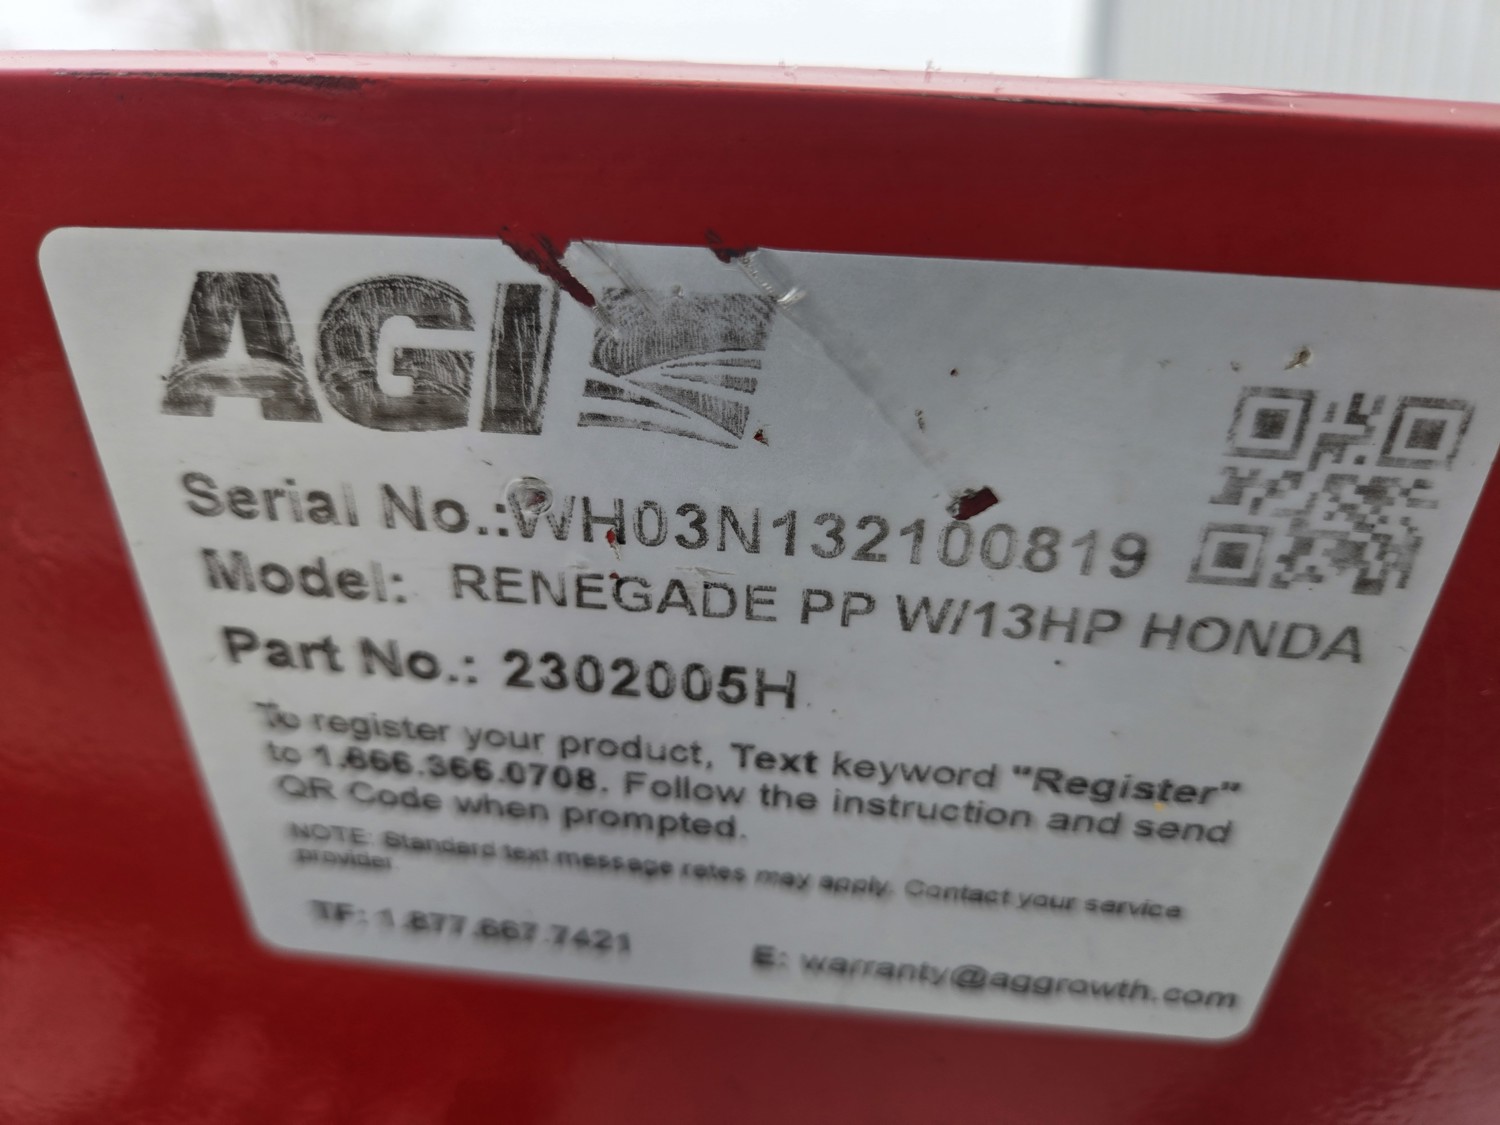 AGI
Serial No.:WH03N132100819
Model: RENEGADE PP W/13HP HONDA
Part No.: 2302005H
To register your product, Text keyword "Register"
to 1.866.366.0708. Follow the instruction and send
QR Code when prompted.
NOTE: Standard text message rates may apply. Contact your service
provider.
TF: 1.877.667.7421
E: warranty@aggrowth.com